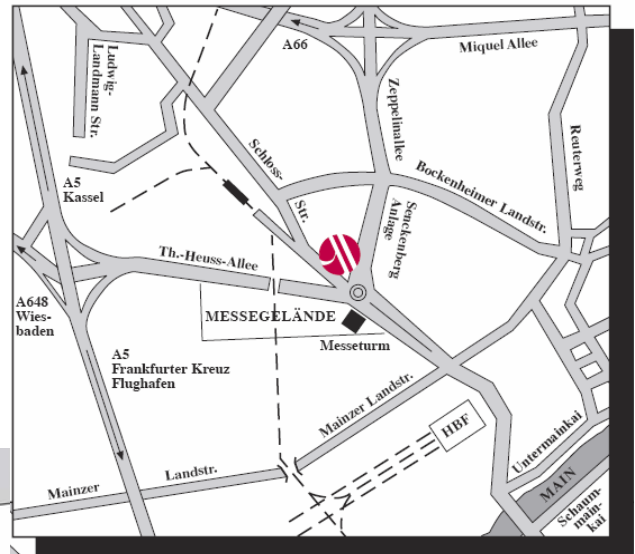 A66
Miquel Allee
Ludwig-
Landmann Str.
Zeppelinallee
Reuterweg
Schloss-
Str.
Bockenheimer Landstr.
A5
Kassel
Senckenberg
Anlage
Th.-Heuss-Allee
A648
Wies-
baden
MESSEGELÄNDE
Messeturm
A5
Frankfurter Kreuz
Flughafen
Mainzer Landstr.
HBF
Untermainkai
MAIN
Schaum-
main-
kai
Mainzer
Landstr.